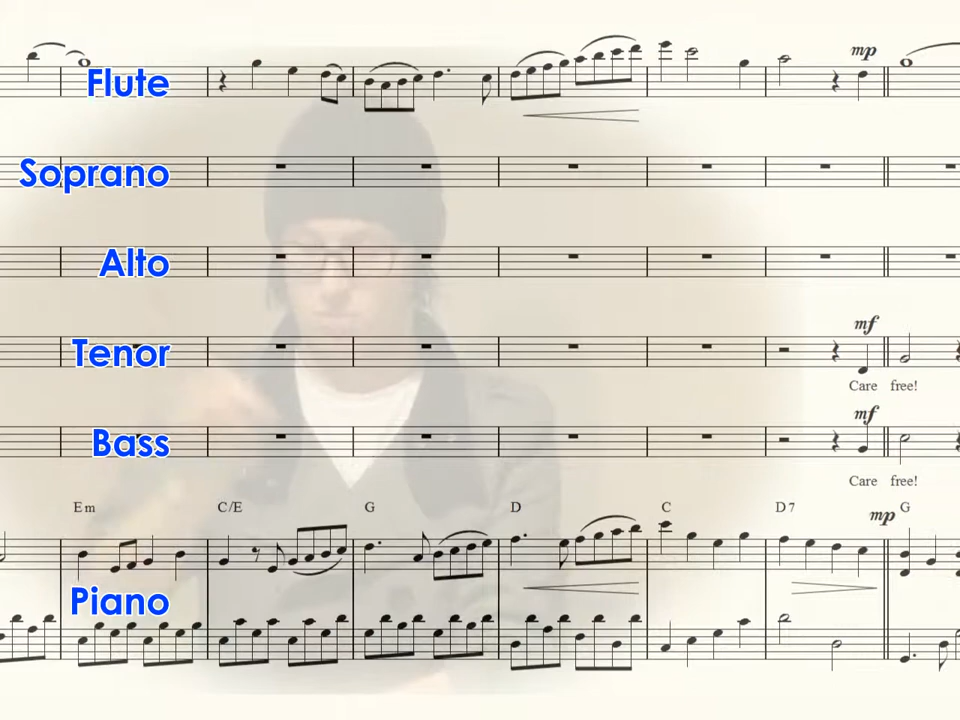 mp
Flute
Soprano
Alto
mf
Tenor
Care free!
mf
Bass
Care free!
Em C/E G D C D7 mp G
Piano